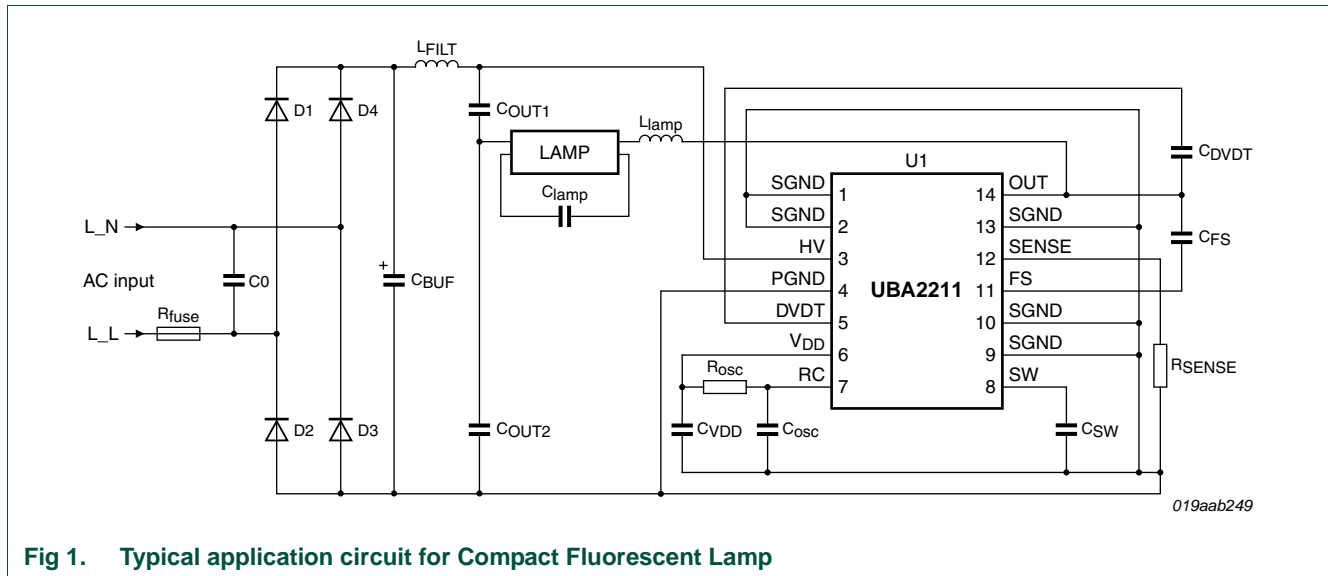 LFILT
D1
D4
COUT1
LAMP
Llamp
Clamp
L_N
AC input
C0
L_L
Rfuse
+
CBUF
D2
D3
COUT2
U1
UBA2211
SGND
1
SGND
2
HV
3
PGND
4
DVDT
5
VDD
6
RC
7
14
OUT
13
SGND
12
SENSE
11
FS
10
SGND
9
SGND
8
SW
CDVDT
CFS
RSENSE
Rosc
CVDD
Cosc
CSW
019aab249
Fig 1. Typical application circuit for Compact Fluorescent Lamp